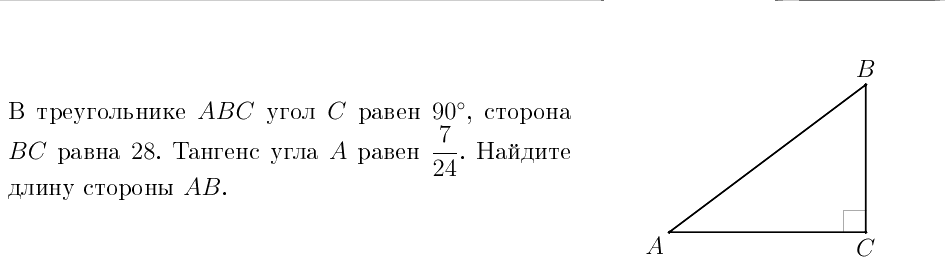 В треугольнике ABC угол C равен 90°, сторона
BC равна 28. Тангенс угла A равен 7/24. Найдите
длину стороны AB.
B
A
C